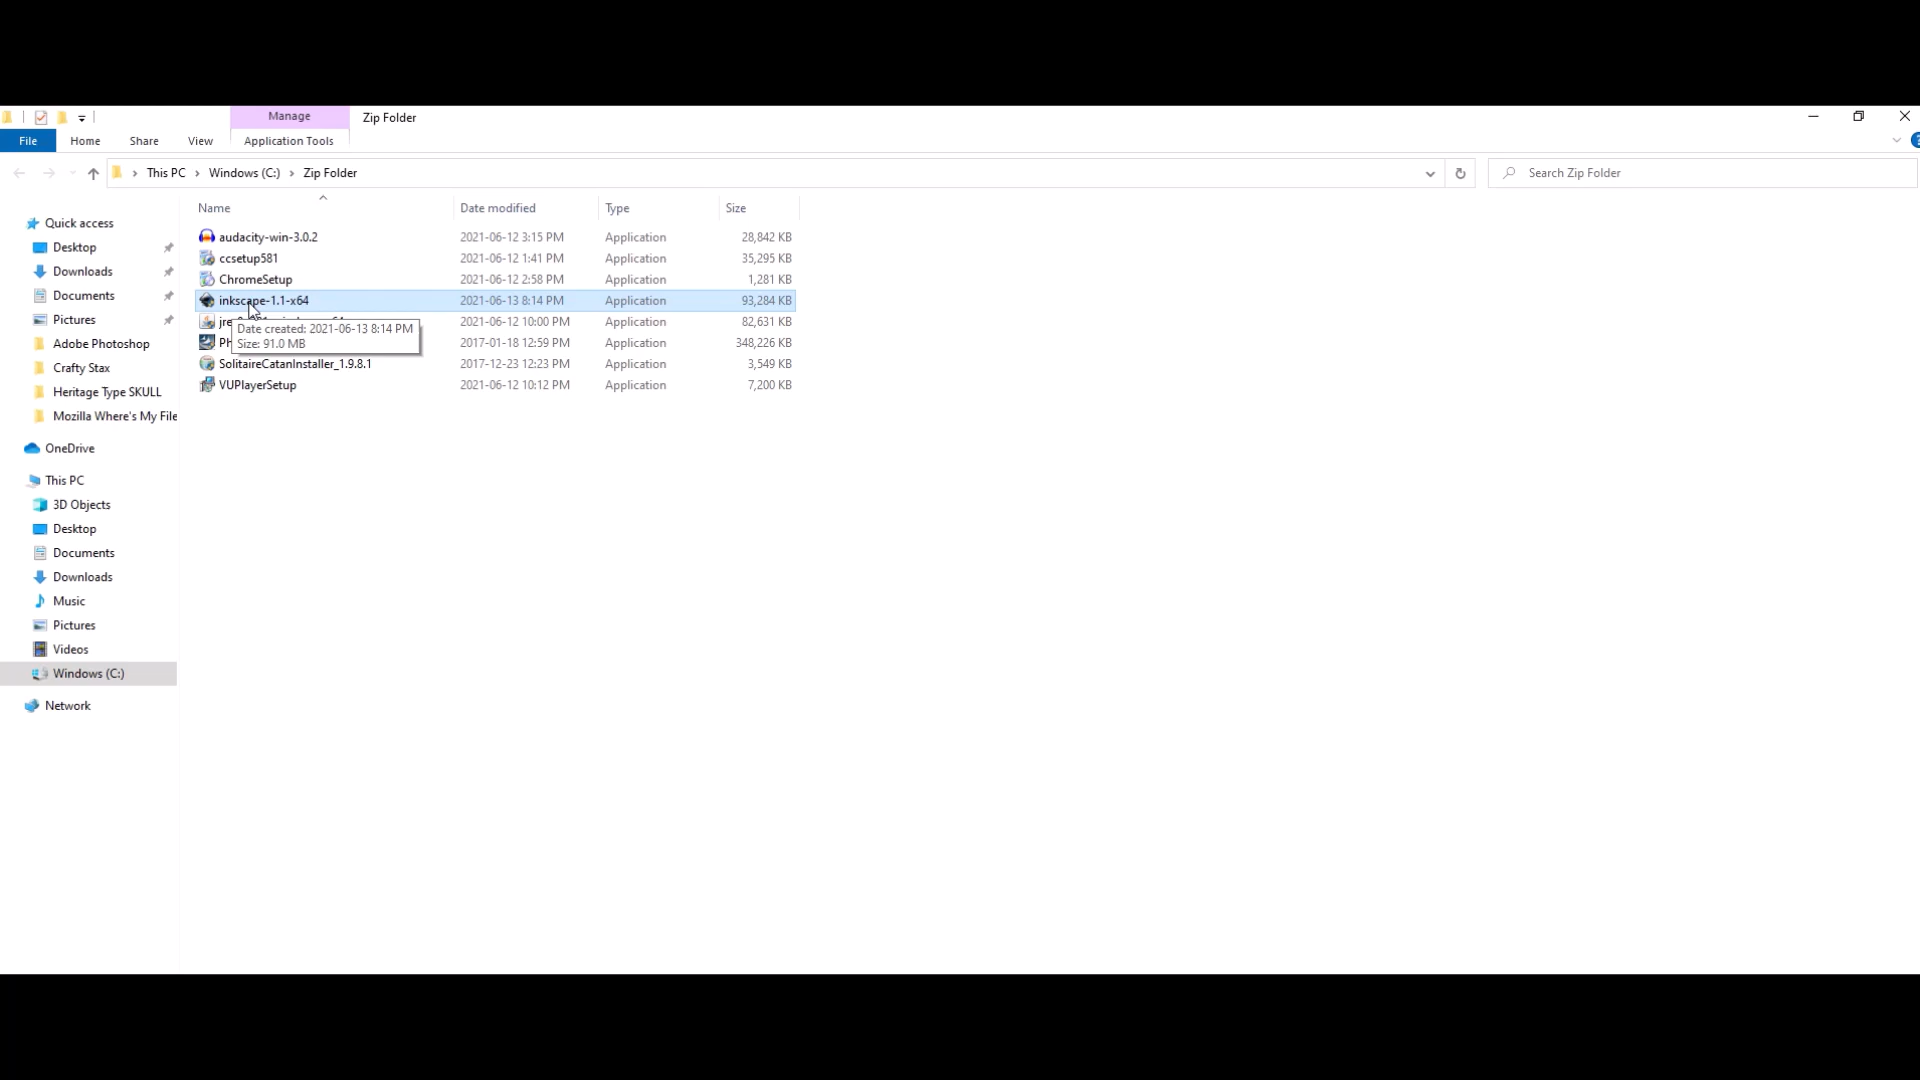 Manage
Zip Folder
File
Home
Share
View
Application Tools
This PC > Windows (C:) > Zip Folder
Search Zip Folder
Name
Date modified
Type
Size
Quick access
Desktop
Downloads
Documents
Pictures
Adobe Photoshop
Crafty Stax
Heritage Type SKULL
Mozilla Where's My File
OneDrive
This PC
3D Objects
Desktop
Documents
Downloads
Music
Pictures
Videos
Windows (C:)
Network
audacity-win-3.0.2 2021-06-12 3:15 PM Application 28,842 KB
ccsetup581 2021-06-12 1:41 PM Application 35,295 KB
ChromeSetup 2021-06-12 2:58 PM Application 1,281 KB
inkscape-1.1-x64 2021-06-13 8:14 PM Application 93,284 KB
2021-06-12 10:00 PM Application 82,631 KB
2017-01-18 12:59 PM Application 348,226 KB
SolitaireCatanInstaller_1.9.8.1 2017-12-23 12:23 PM Application 3,549 KB
VUPlayerSetup 2021-06-12 10:12 PM Application 7,200 KB
Date created: 2021-06-13 8:14 PM
Size: 91.0 MB